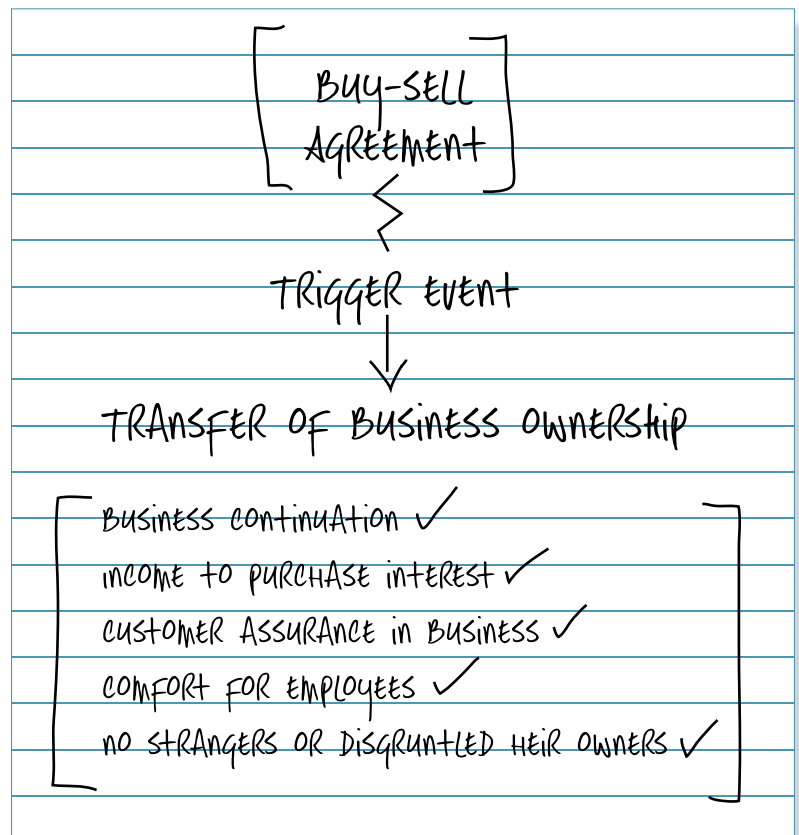 BUY-SELL
AGREEMENT
TRIGGER EVENT
TRANSFER OF BUSINESS OWNERSHIP
BUSINESS CONTINUATION ✓
INCOME TO PURCHASE INTEREST ✓
CUSTOMER ASSURANCE IN BUSINESS ✓
COMFORT FOR EMPLOYEES ✓
NO STRANGERS OR DISGRUNTLED HEIR OWNERS ✓